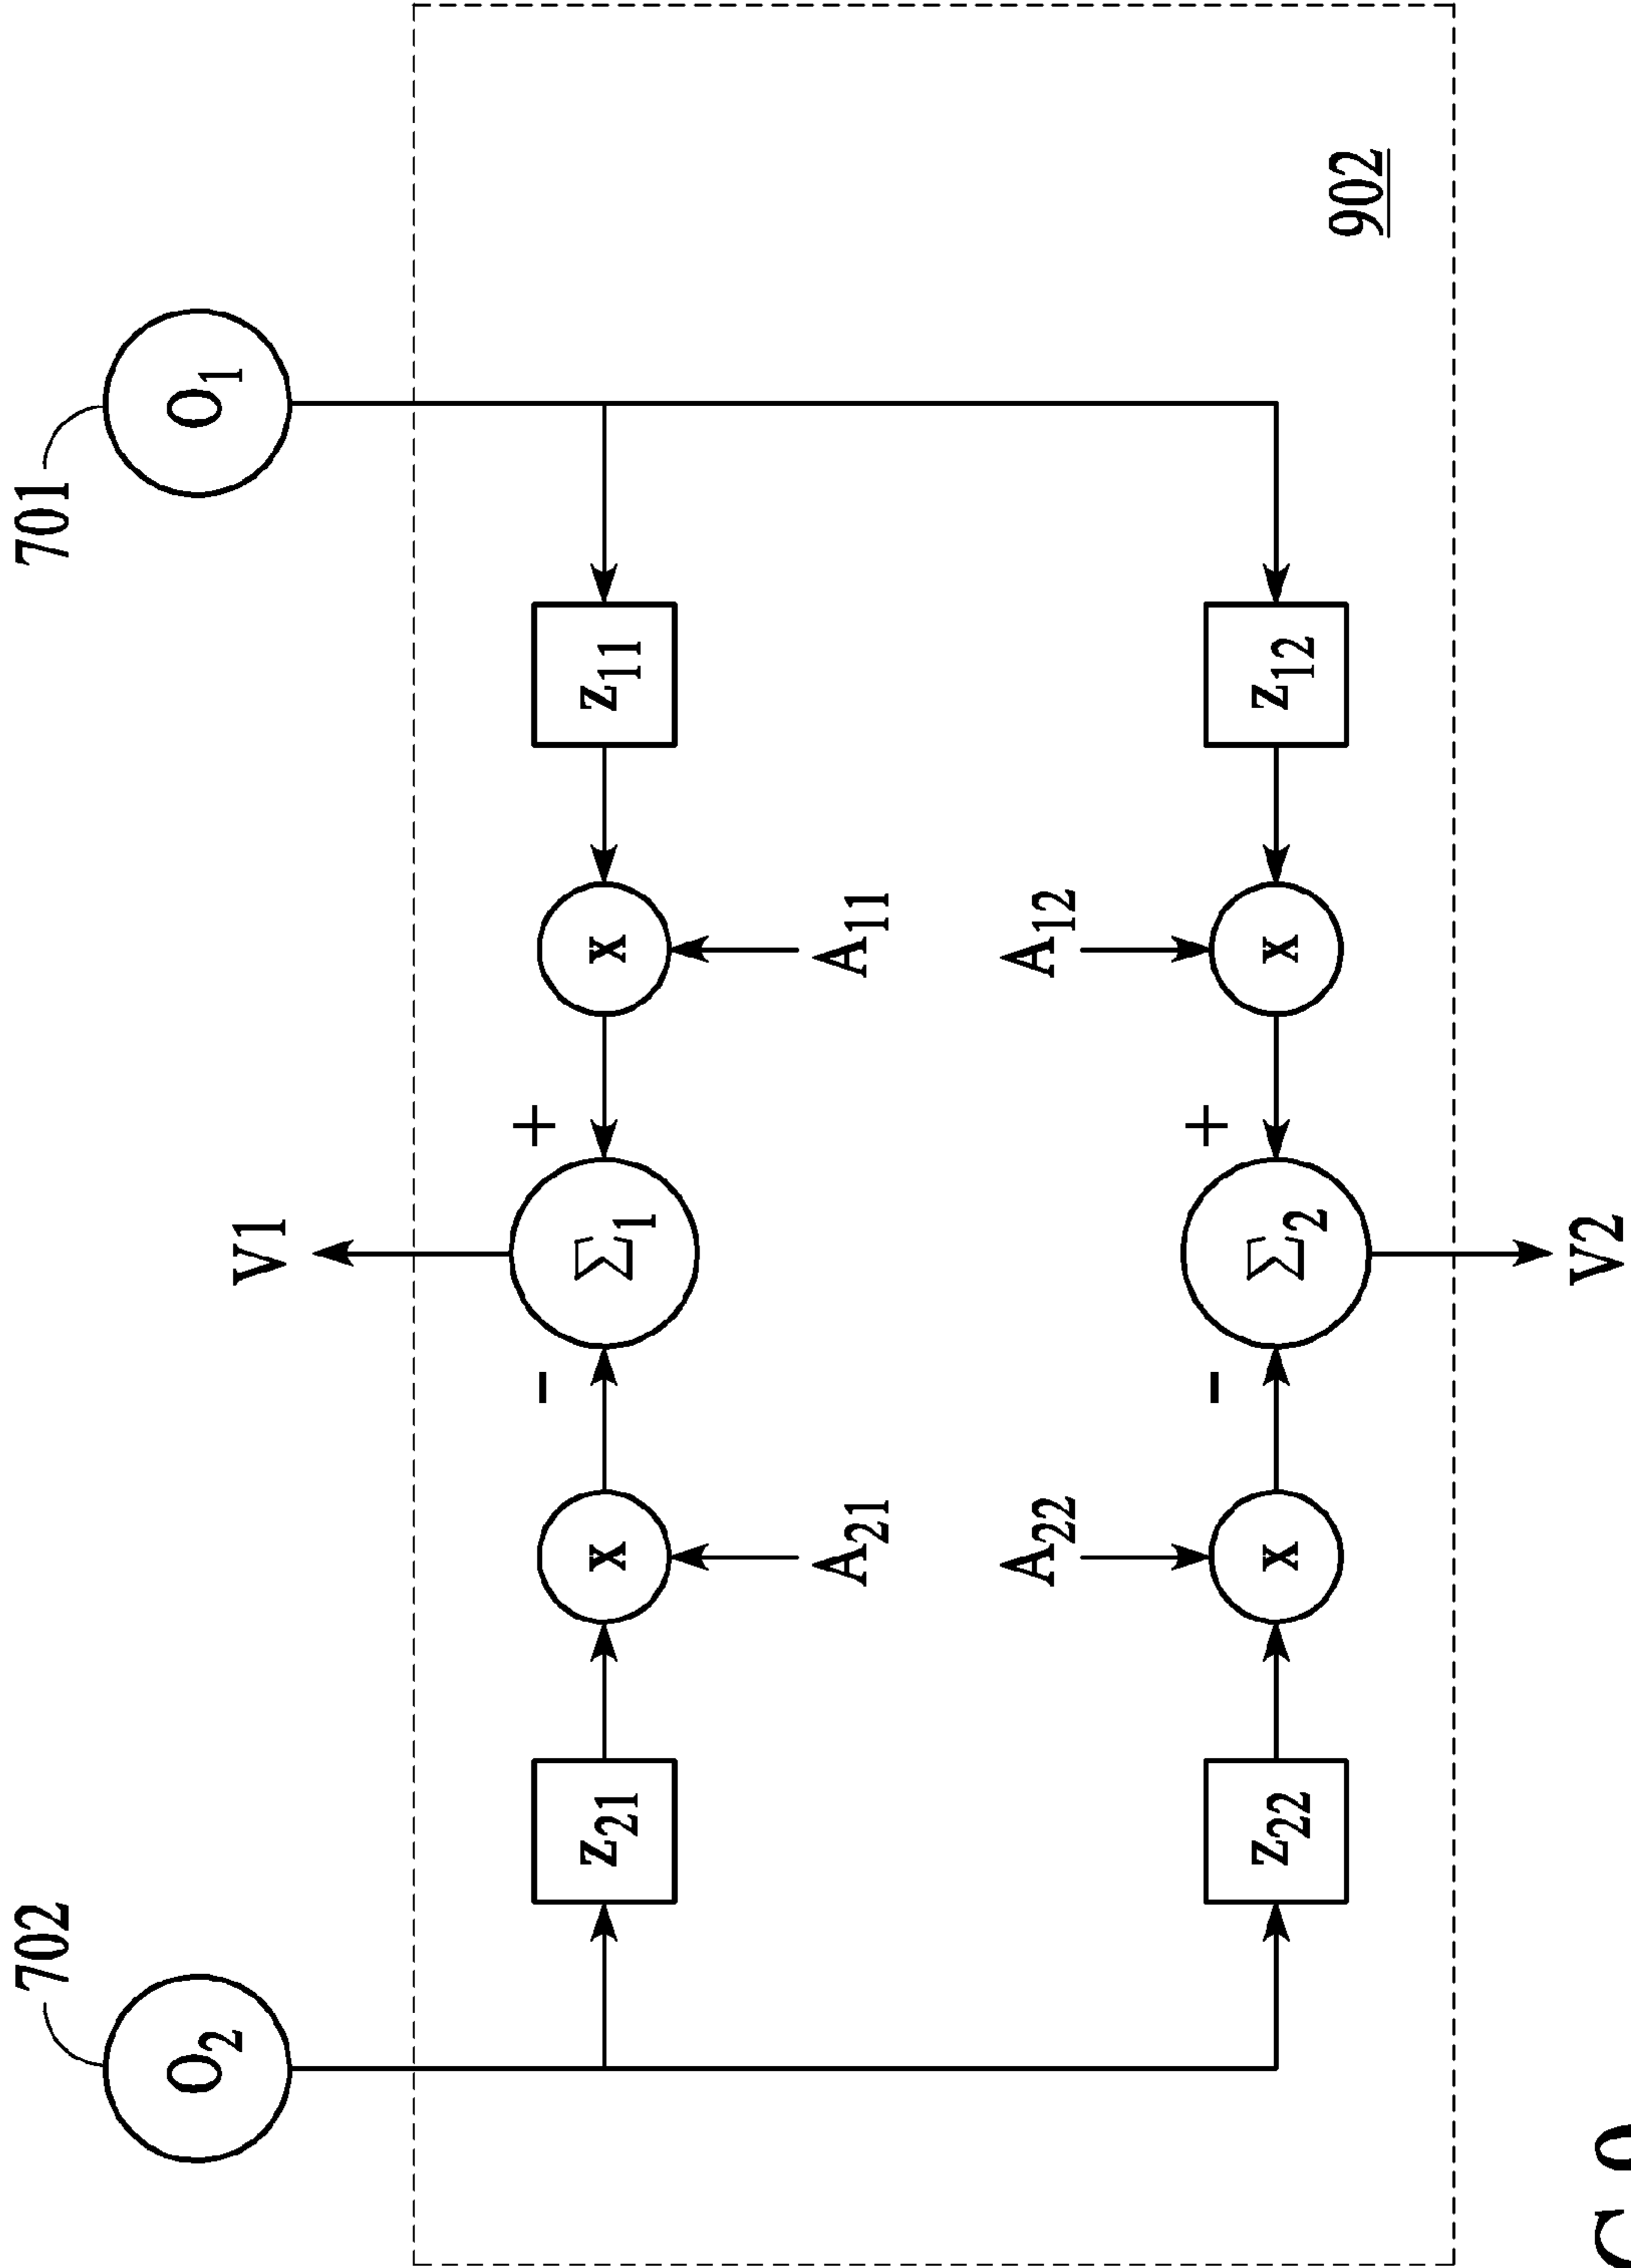 702
701
O₂
V1
O₁
- +
z₂₁ x Σ₁ x z₁₁
A₂₁
A₁₁
A₂₂
A₁₂
- +
z₂₂ x Σ₂ x z₁₂
902
V2